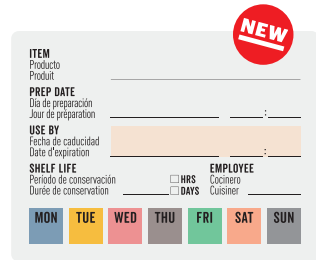 NEW
ITEM
Producto
Produit
PREP DATE
Día de preparación
Jour de préparation :
USE BY
Fecha de caducidad
Date d'expiration :
SHELF LIFE EMPLOYEE
Período de conservación HRS Cocinero
Durée de conservation DAYS Cuisiner
MON TUE WED THU FRI SAT SUN